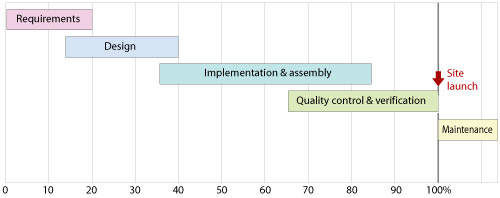 Requirements
Design
Implementation & assembly
Site
launch
Quality control & verification
Maintenance
0 10 20 30 40 50 60 70 80 90 100%